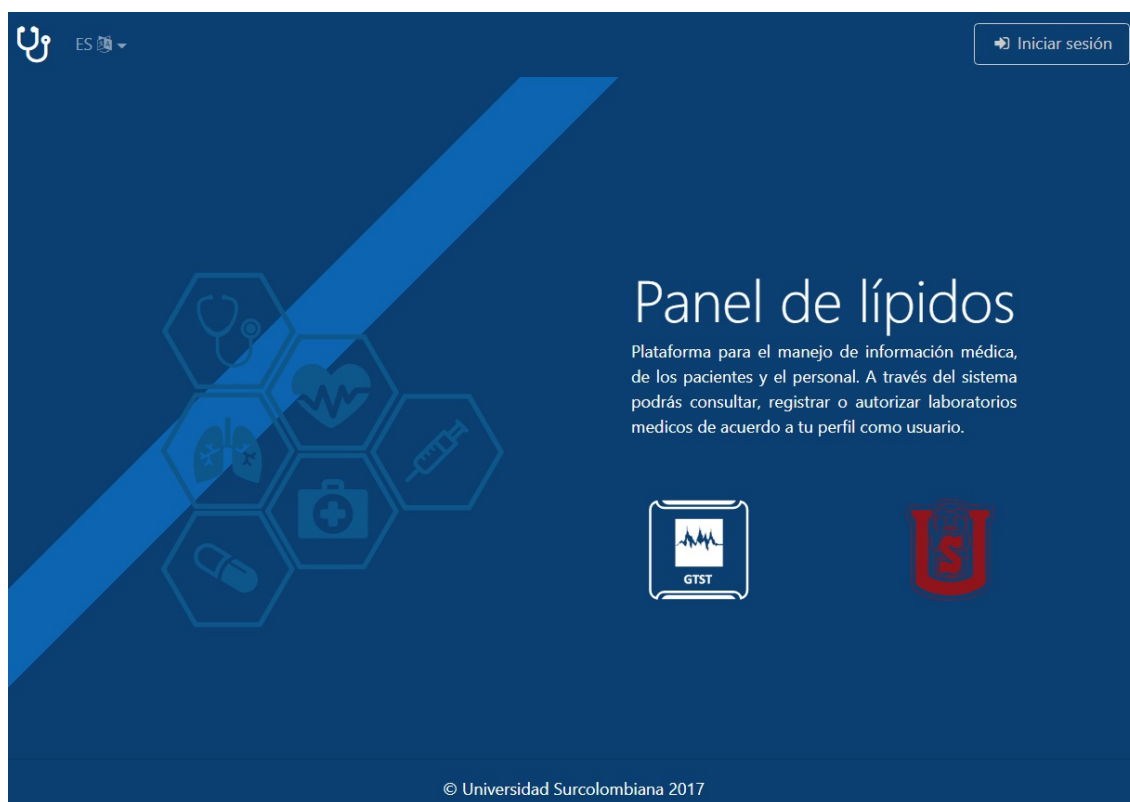 ES
Iniciar sesión
Panel de lípidos
Plataforma para el manejo de información médica,
de los pacientes y el personal. A través del sistema
podrás consultar, registrar o autorizar laboratorios
medicos de acuerdo a tu perfil como usuario.
GTST
U S
© Universidad Surcolombiana 2017